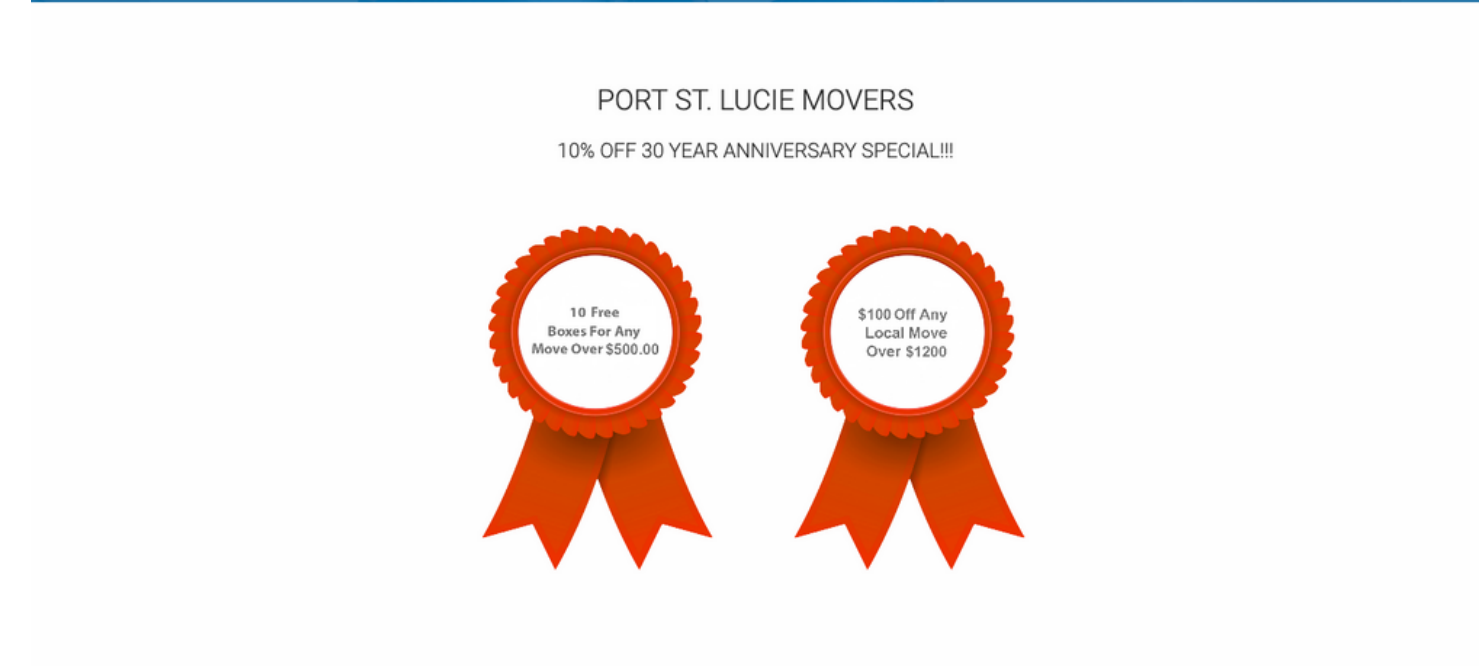 PORT ST. LUCIE MOVERS
10% OFF 30 YEAR ANNIVERSARY SPECIAL!!!
10 Free
Boxes For Any
Move Over $500.00
$100 Off Any
Local Move
Over $1200